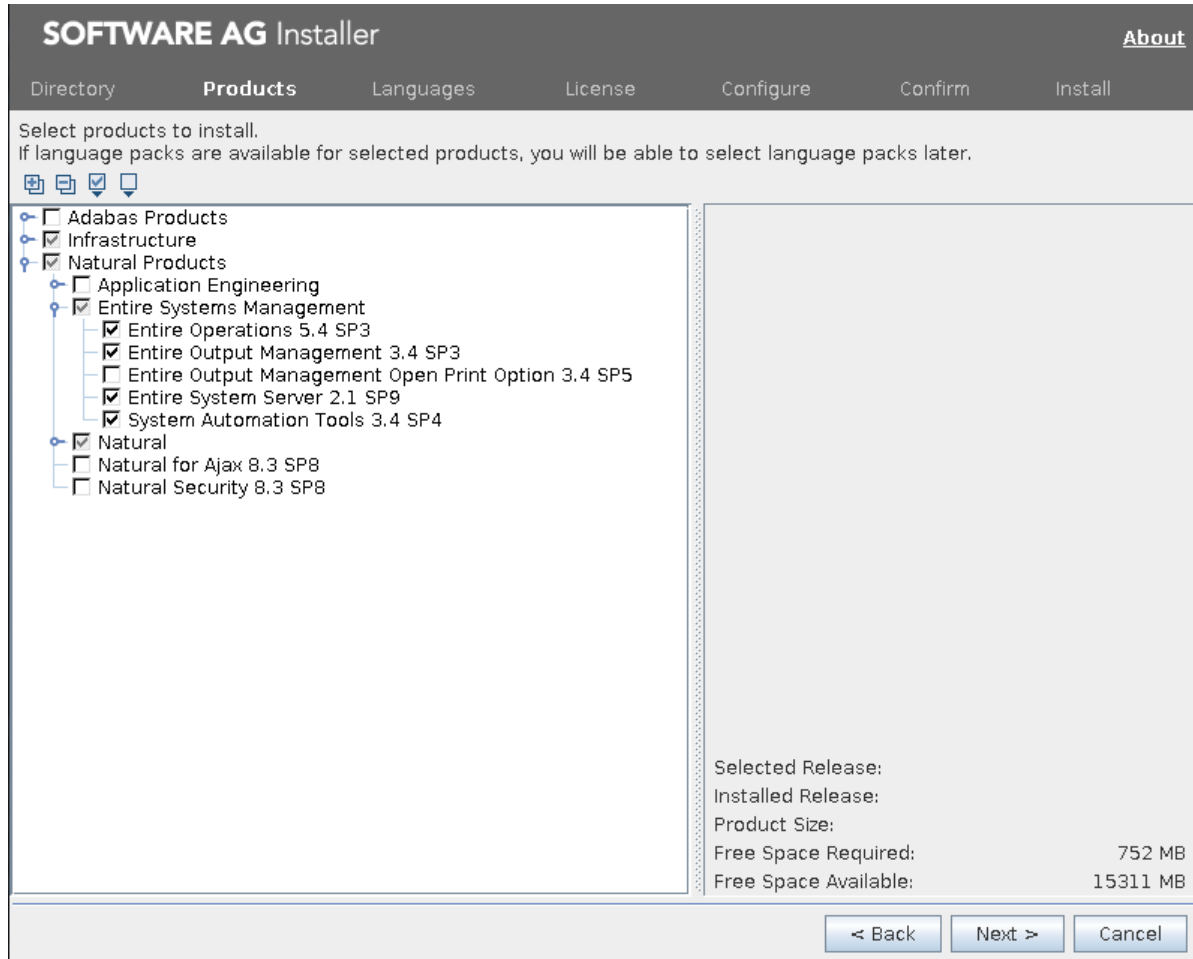 SOFTWARE AG Installer
About
Directory Products Languages License Configure Confirm Install
Select products to install.
If language packs are available for selected products, you will be able to select language packs later.
Adabas Products
Infrastructure
Natural Products
Application Engineering
Entire Systems Management
Entire Operations 5.4 SP3
Entire Output Management 3.4 SP3
Entire Output Management Open Print Option 3.4 SP5
Entire System Server 2.1 SP9
System Automation Tools 3.4 SP4
Natural
Natural for Ajax 8.3 SP8
Natural Security 8.3 SP8
Selected Release:
Installed Release:
Product Size:
Free Space Required: 752 MB
Free Space Available: 15311 MB
< Back Next > Cancel